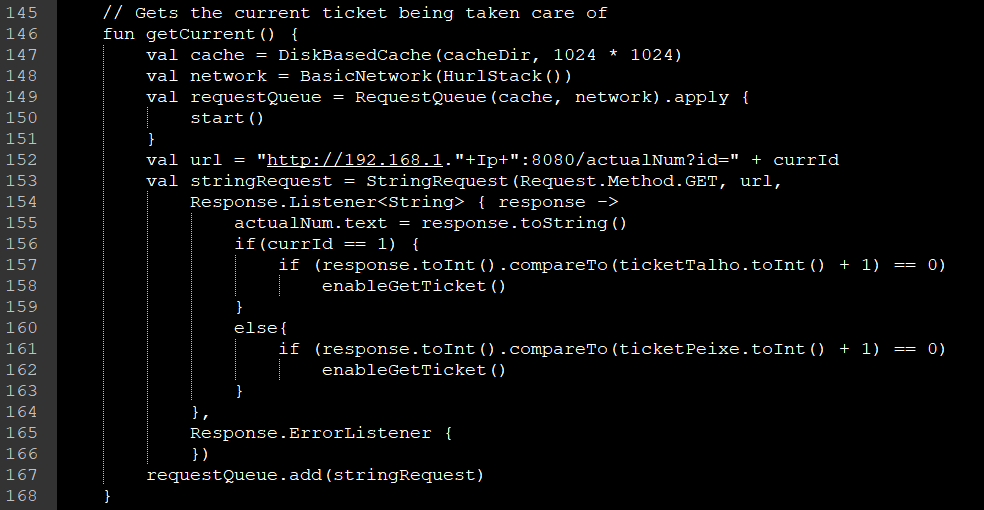 145 // Gets the current ticket being taken care of
146 fun getCurrent() {
147 val cache = DiskBasedCache(cacheDir, 1024 * 1024)
148 val network = BasicNetwork(HurlStack())
149 val requestQueue = RequestQueue(cache, network).apply {
150 start()
151 }
152 val url = "http://192.168.1."+Ip+":8080/actualNum?id=" + currId
153 val stringRequest = StringRequest(Request.Method.GET, url,
154 Response.Listener<String> { response ->
155 actualNum.text = response.toString()
156 if(currId == 1) {
157 if (response.toInt().compareTo(ticketTalho.toInt() + 1) == 0)
158 enableGetTicket()
159 }
160 else{
161 if (response.toInt().compareTo(ticketPeixe.toInt() + 1) == 0)
162 enableGetTicket()
163 }
164 },
165 Response.ErrorListener {
166 })
167 requestQueue.add(stringRequest)
168 }